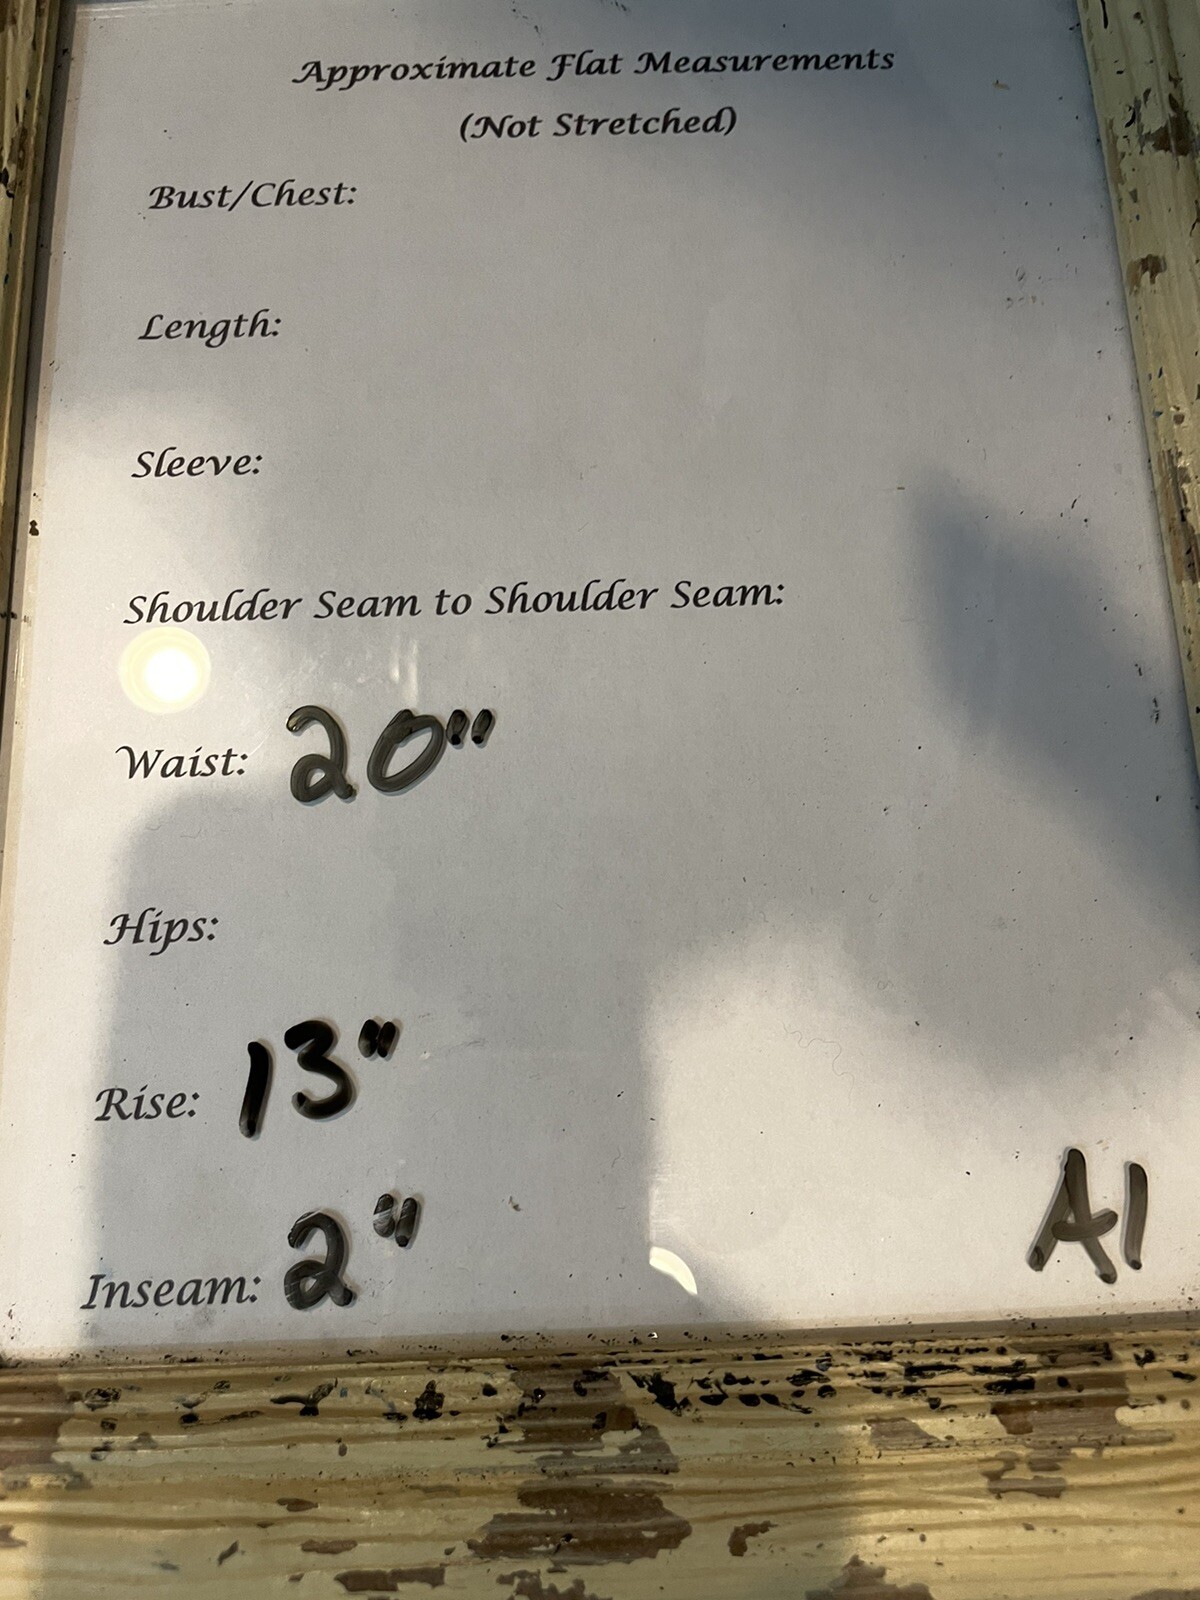 Approximate Flat Measurements
(Not Stretched)
Bust/Chest:
Length:
Sleeve:
Shoulder Seam to Shoulder Seam:
Waist: 20"
Hips:
Rise: 13"
Inseam: 2"
A1